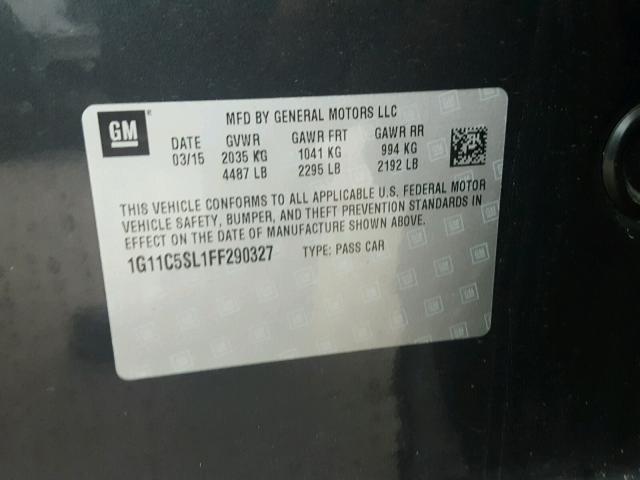 GM
MFD BY GENERAL MOTORS LLC
DATE GVWR GAWR FRT GAWR RR
03/15 2035 KG 1041 KG 994 KG
4487 LB 2295 LB 2192 LB
THIS VEHICLE CONFORMS TO ALL APPLICABLE U.S. FEDERAL MOTOR
VEHICLE SAFETY, BUMPER, AND THEFT PREVENTION STANDARDS IN
EFFECT ON THE DATE OF MANUFACTURE SHOWN ABOVE.
1G11C5SL1FF290327 TYPE: PASS CAR